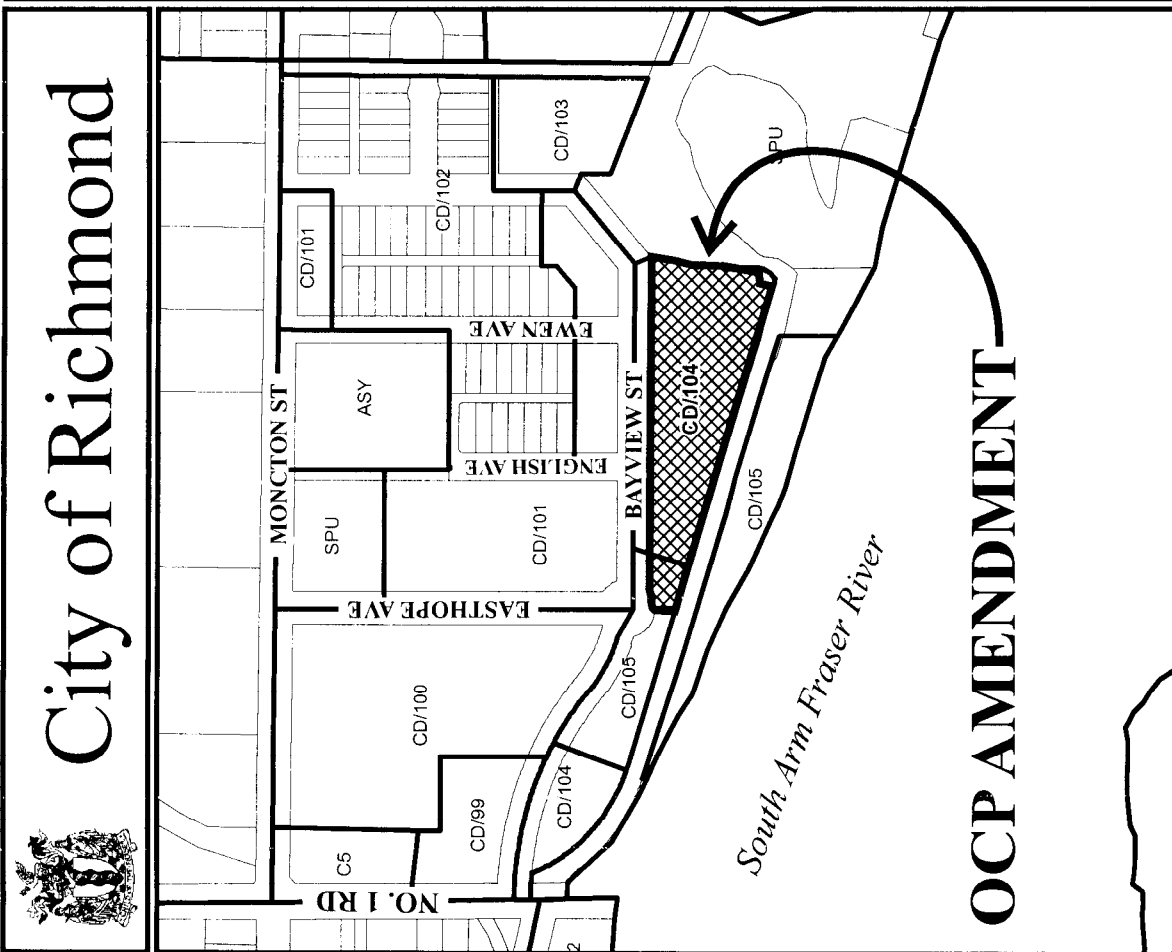 City of Richmond
MONCTON ST
CD/101
CD/102
CD/103
SPU
ASY
EWEN AVE
ENGLISH AVE
SPU
CD/101
EASTHOPE AVE
BAYVIEW ST
CD/104
CD/105
CD/100
CD/105
C5
CD/99
CD/104
NO. 1 RD
2
South Arm Fraser River
OCP AMENDMENT